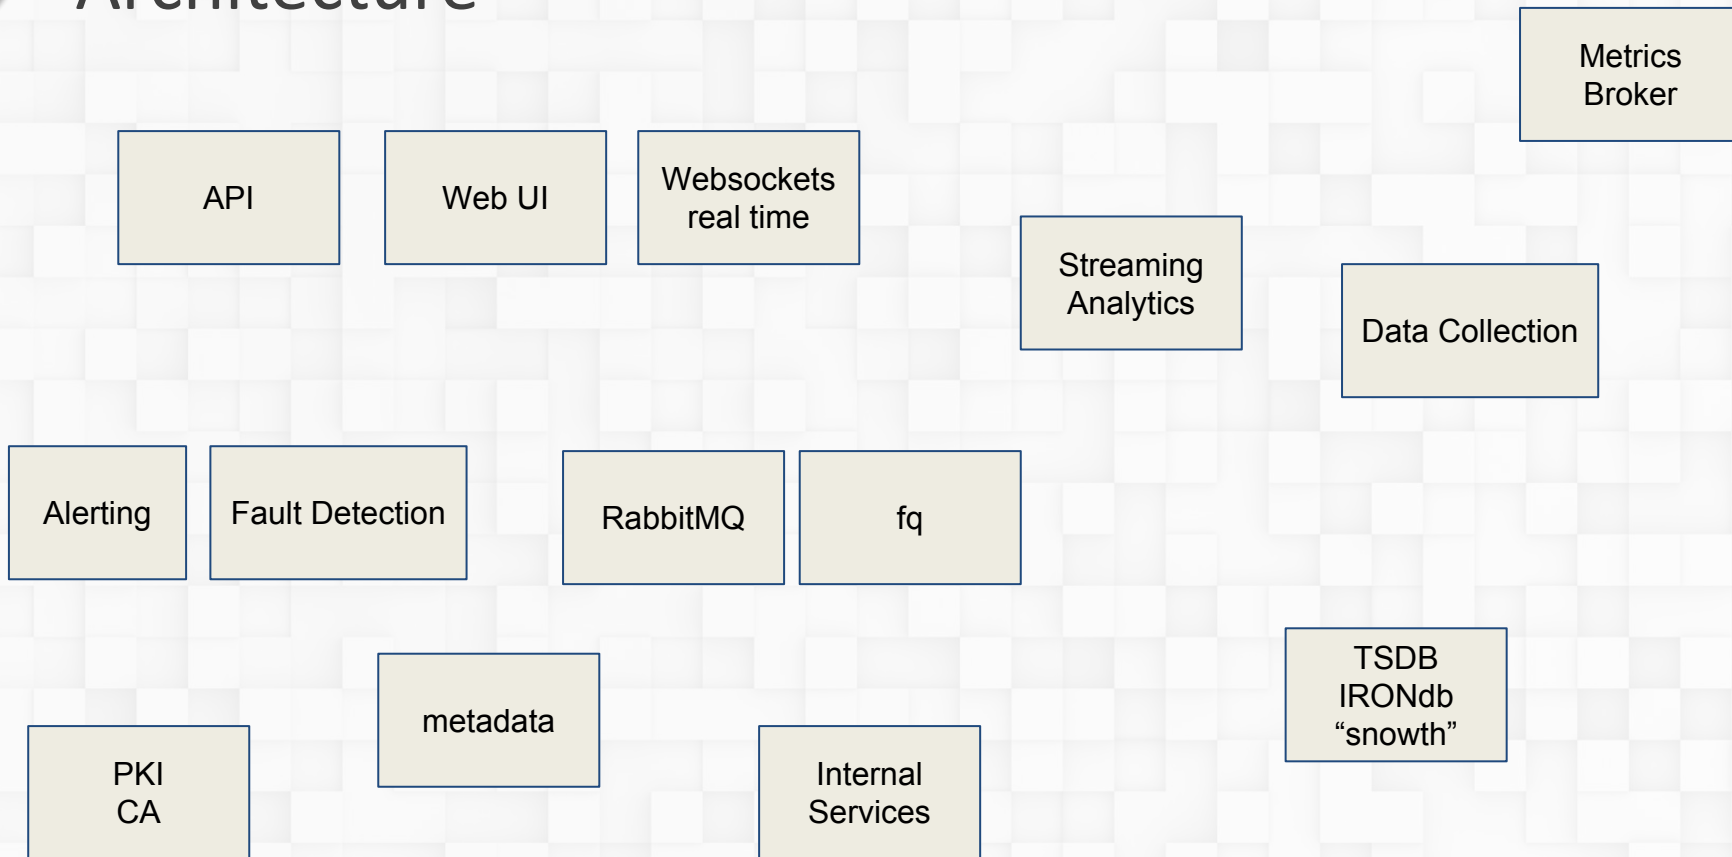 Architecture
Metrics
Broker
API
Web UI
Websockets
real time
Streaming
Analytics
Data Collection
Alerting
Fault Detection
RabbitMQ
fq
TSDB
IRONdb
“snowth”
metadata
PKI
CA
Internal
Services